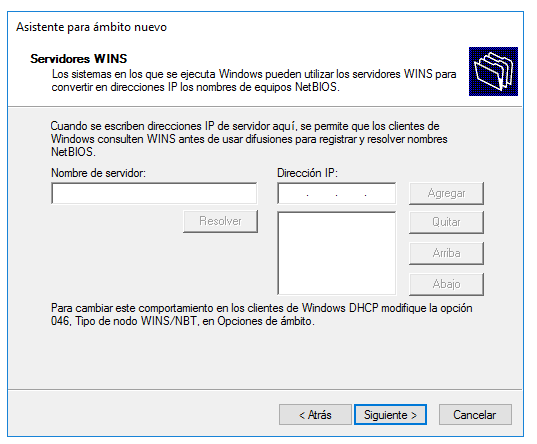 Asistente para ámbito nuevo
Servidores WINS
Los sistemas en los que se ejecuta Windows pueden utilizar los servidores WINS para
convertir en direcciones IP los nombres de equipos NetBIOS.
Cuando se escriben direcciones IP de servidor aquí, se permite que los clientes de
Windows consulten WINS antes de usar difusiones para registrar y resolver nombres
NetBIOS.
Nombre de servidor:
Dirección IP:
Agregar
Resolver
Quitar
Arriba
Abajo
Para cambiar este comportamiento en los clientes de Windows DHCP modifique la opción
046, Tipo de nodo WINS/NBT, en Opciones de ámbito.
< Atrás
Siguiente >
Cancelar